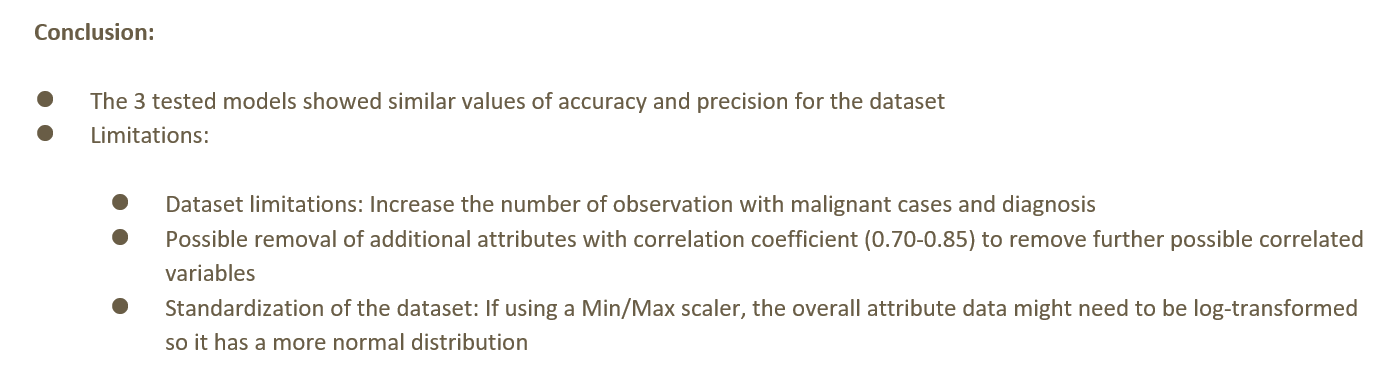 Conclusion:
The 3 tested models showed similar values of accuracy and precision for the dataset
Limitations:
Dataset limitations: Increase the number of observation with malignant cases and diagnosis
Possible removal of additional attributes with correlation coefficient (0.70-0.85) to remove further possible correlated
variables
Standardization of the dataset: If using a Min/Max scaler, the overall attribute data might need to be log-transformed
so it has a more normal distribution